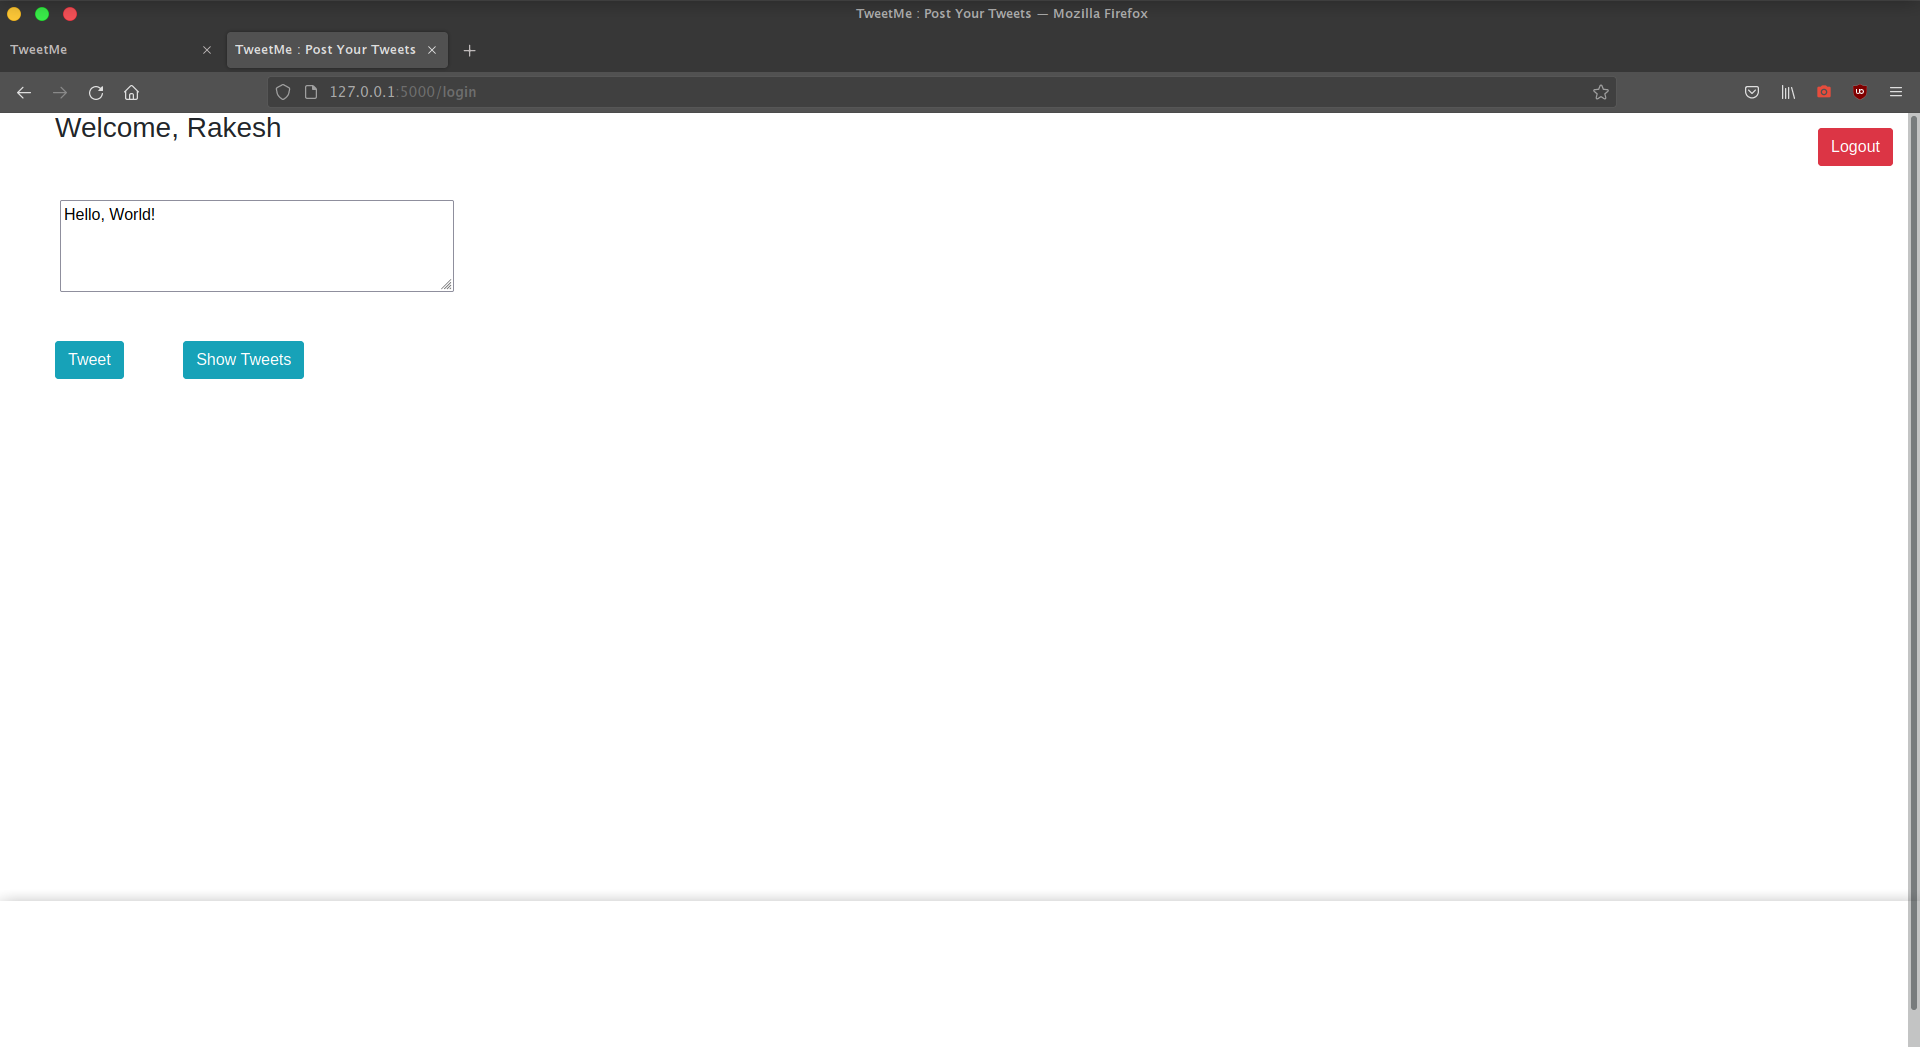 TweetMe : Post Your Tweets — Mozilla Firefox
TweetMe
TweetMe : Post Your Tweets
127.0.0.1:5000/login
Welcome, Rakesh
Logout
Hello, World!
Tweet
Show Tweets